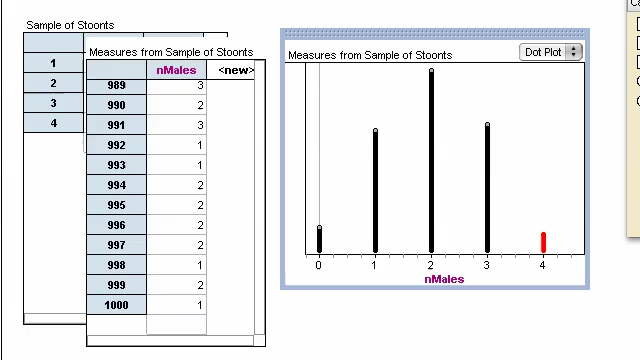 Sample of Stoonts
1
2
3
4
Measures from Sample of Stoonts
nMales <new>
989 3
990 2
991 3
992 1
993 1
994 2
995 2
996 2
997 2
998 1
999 2
1000 1
Measures from Sample of Stoonts
Dot Plot
0 1 2 3 4
nMales